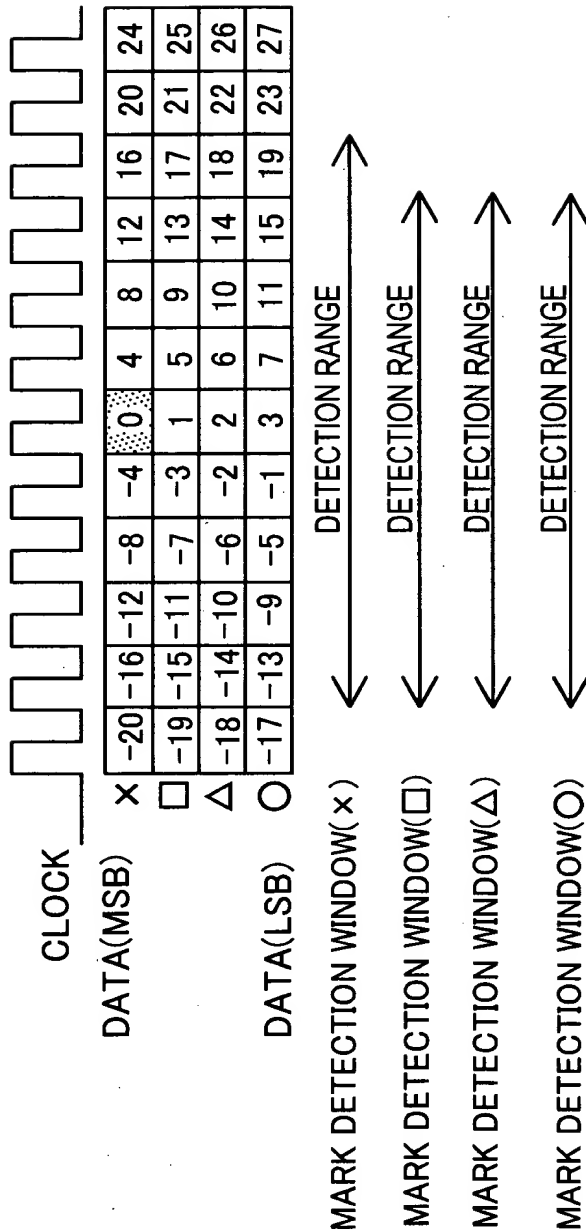 CLOCK
DATA(MSB) × -20 -16 -12 -8 -4 0 4 8 12 16 20 24
□ -19 -15 -11 -7 -3 1 5 9 13 17 21 25
△ -18 -14 -10 -6 -2 2 6 10 14 18 22 26
DATA(LSB) ○ -17 -13 -9 -5 -1 3 7 11 15 19 23 27
MARK DETECTION WINDOW(×) DETECTION RANGE
MARK DETECTION WINDOW(□) DETECTION RANGE
MARK DETECTION WINDOW(△) DETECTION RANGE
MARK DETECTION WINDOW(○) DETECTION RANGE